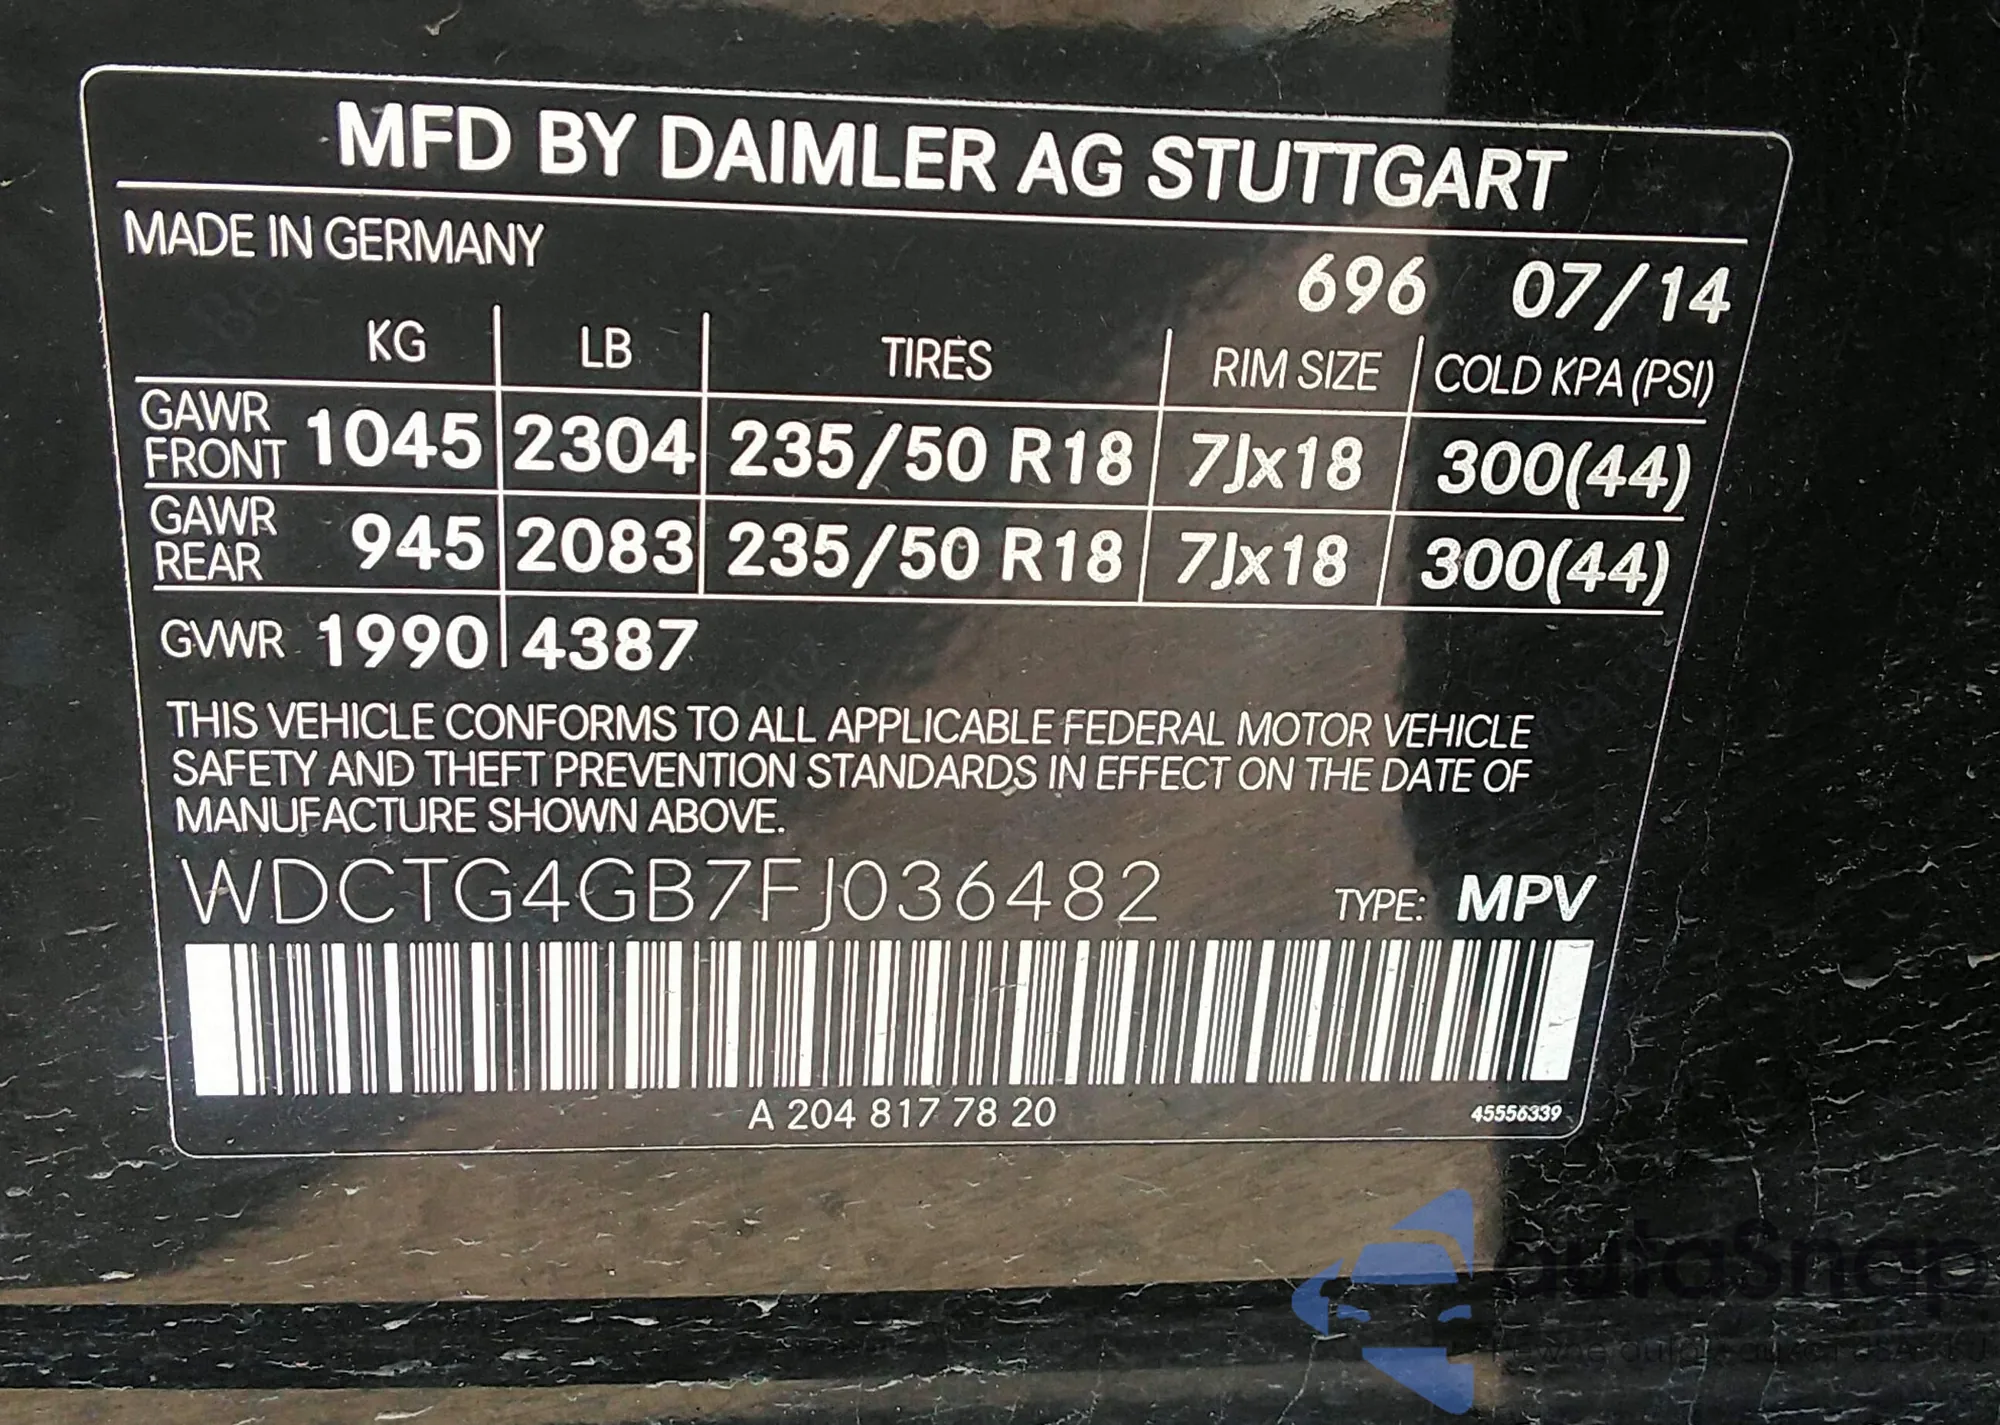 MFD BY DAIMLER AG STUTTGART
MADE IN GERMANY
696 07/14
KG LB TIRES RIM SIZE COLD KPA (PSI)
GAWR FRONT 1045 2304 235/50 R18 7Jx18 300(44)
GAWR REAR 945 2083 235/50 R18 7Jx18 300(44)
GVWR 1990 4387
THIS VEHICLE CONFORMS TO ALL APPLICABLE FEDERAL MOTOR VEHICLE
SAFETY AND THEFT PREVENTION STANDARDS IN EFFECT ON THE DATE OF
MANUFACTURE SHOWN ABOVE.
WDCTG4GB7FJ036482 TYPE: MPV
A 204 817 78 20 45556339
autoSnap